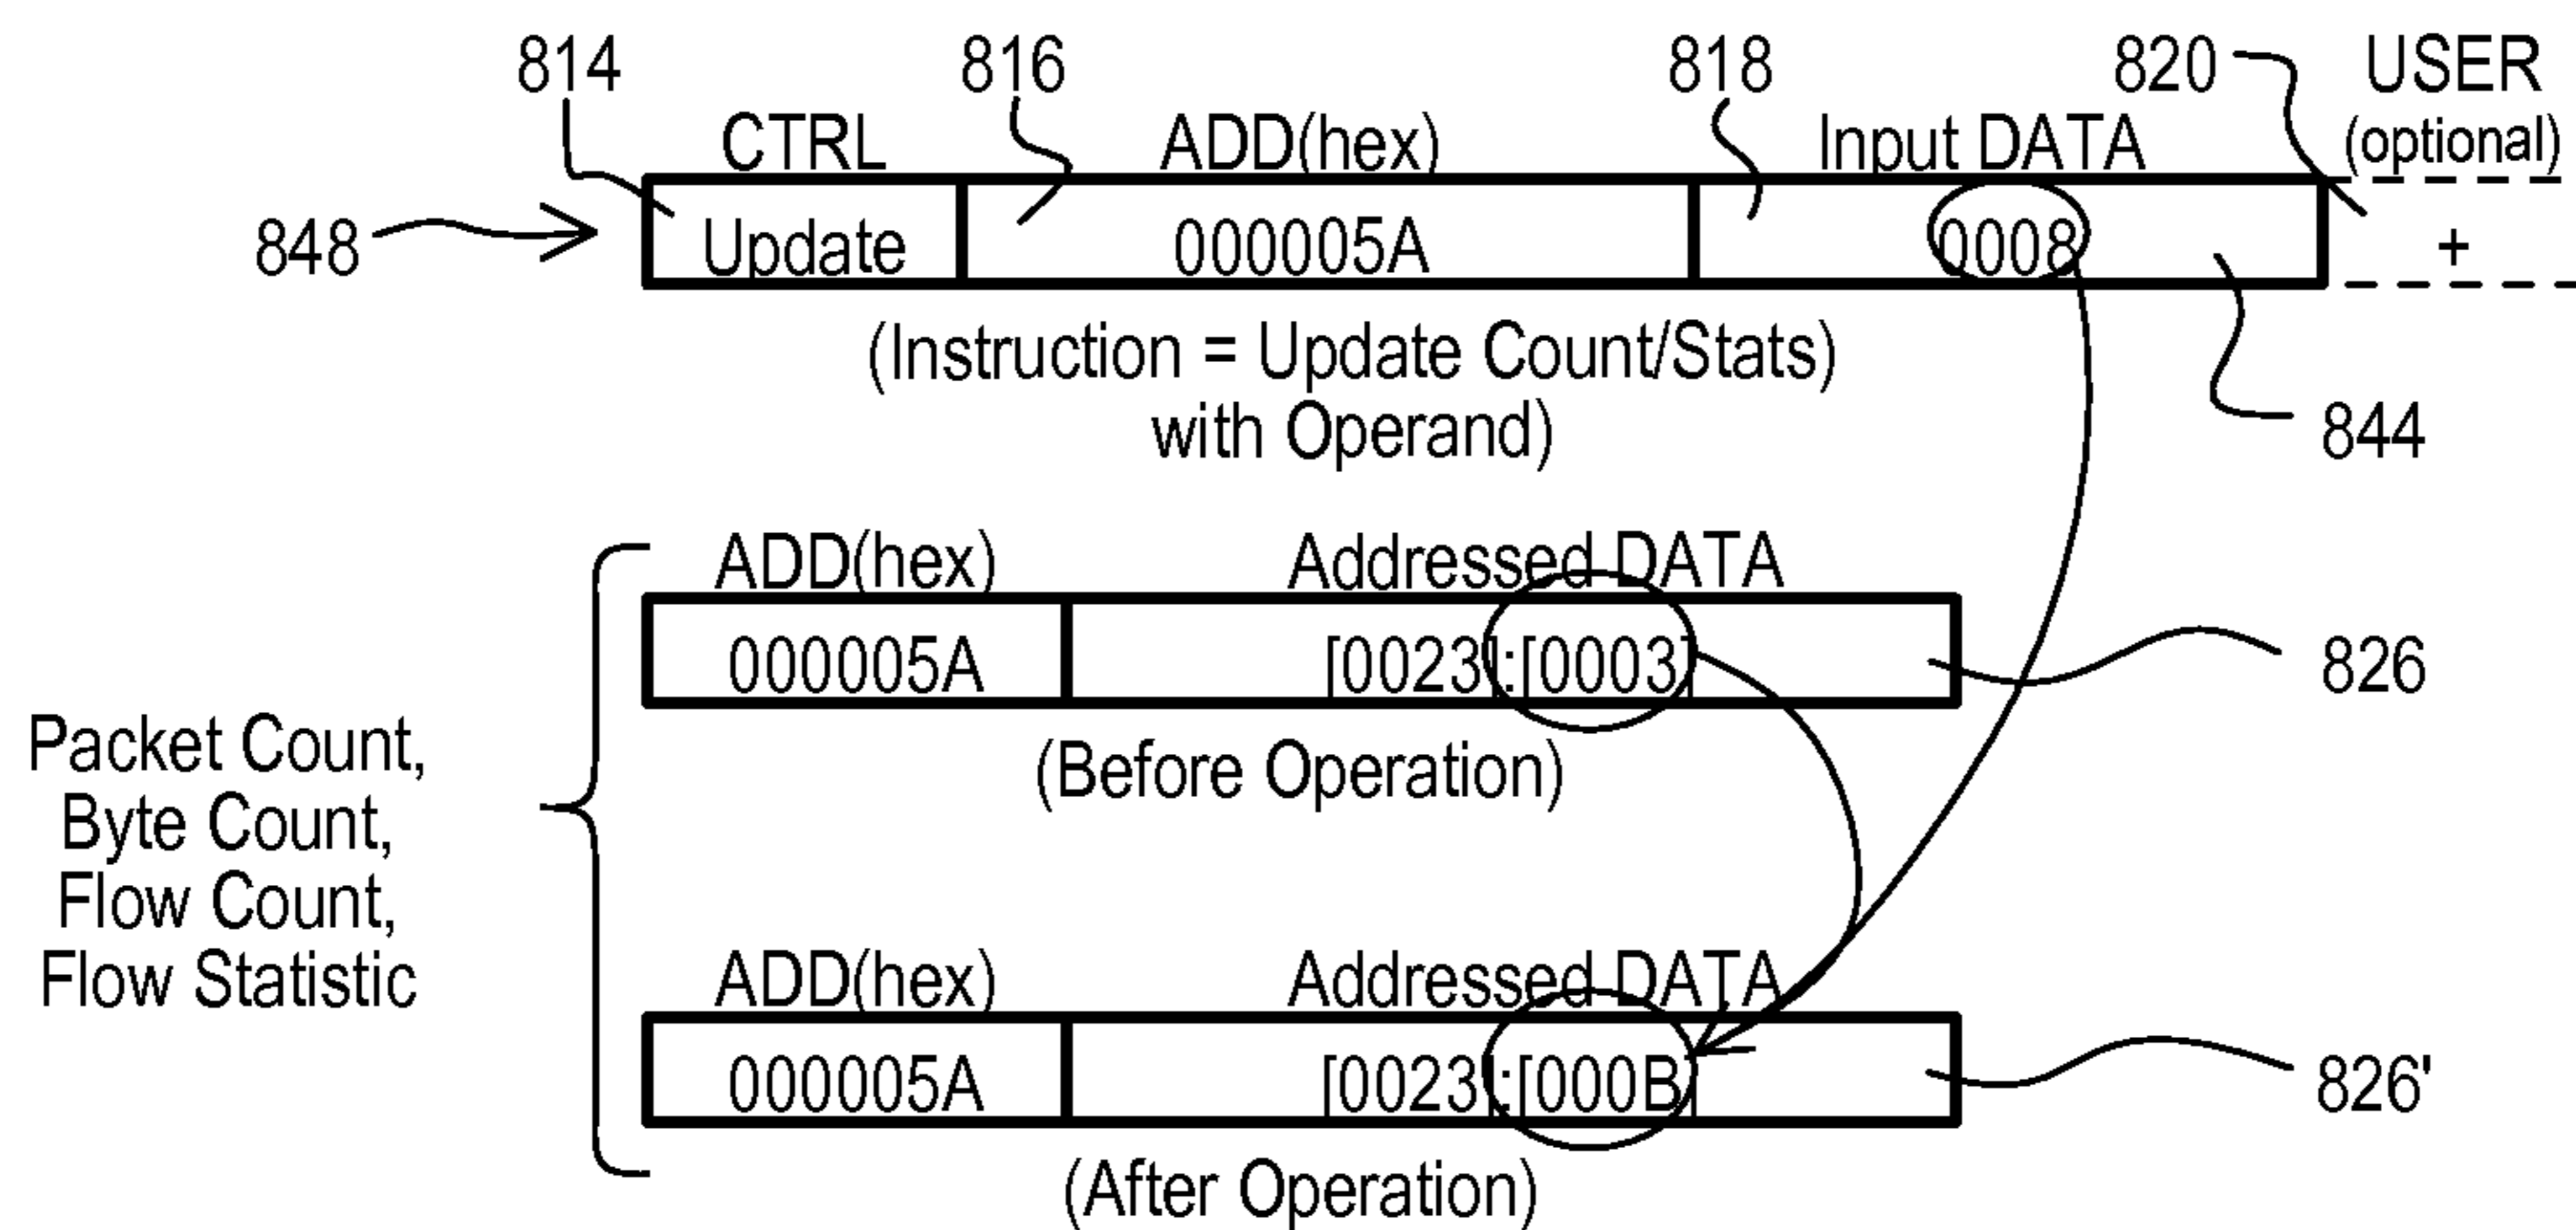 814 816 818 820 USER
CTRL ADD(hex) Input DATA (optional)
848 Update 000005A 0008 +
(Instruction = Update Count/Stats)
with Operand)
844
ADD(hex) Addressed DATA
000005A [0023]:[0003] 826
(Before Operation)
Packet Count,
Byte Count,
Flow Count,
Flow Statistic
ADD(hex) Addressed DATA
000005A [0023]:[000B] 826'
(After Operation)